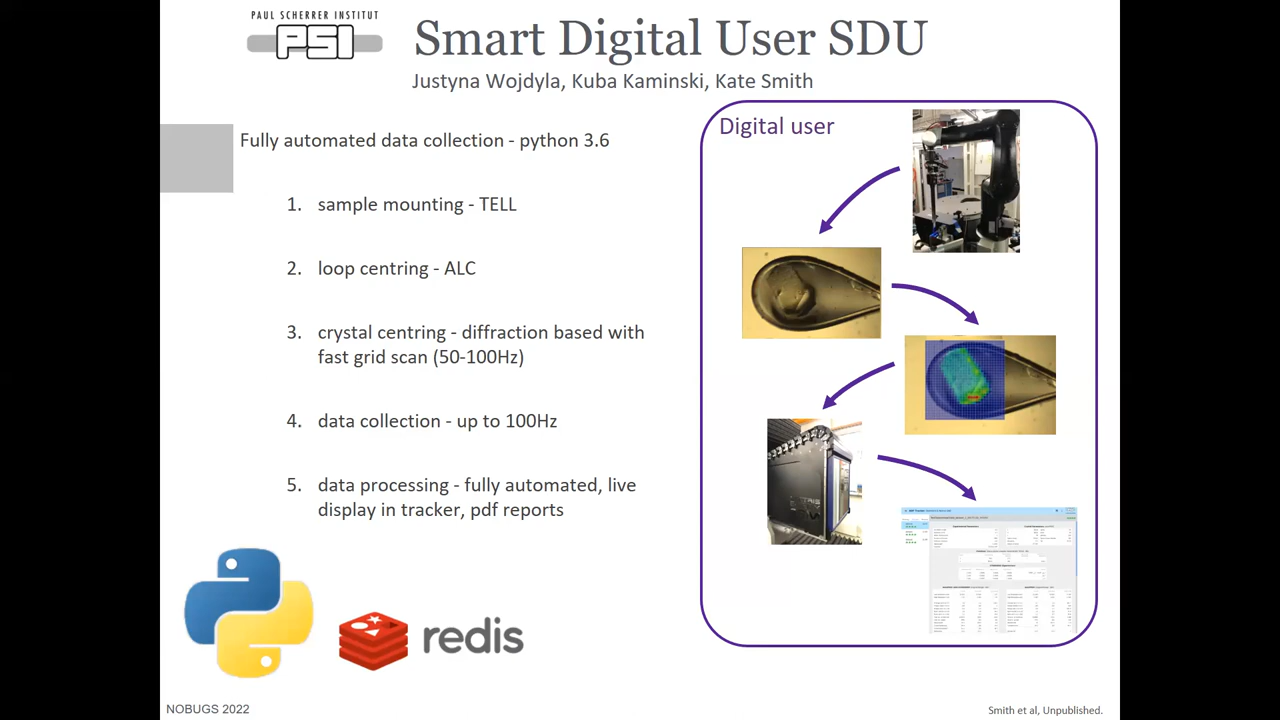 PAUL SCHERRER INSTITUT
PSI
Smart Digital User SDU
Justyna Wojdyla, Kuba Kaminski, Kate Smith
Fully automated data collection - python 3.6
1. sample mounting - TELL
2. loop centring - ALC
3. crystal centring - diffraction based with
fast grid scan (50-100Hz)
4. data collection - up to 100Hz
5. data processing - fully automated, live
display in tracker, pdf reports
redis
Digital user
NOBUGS 2022
Smith et al, Unpublished.